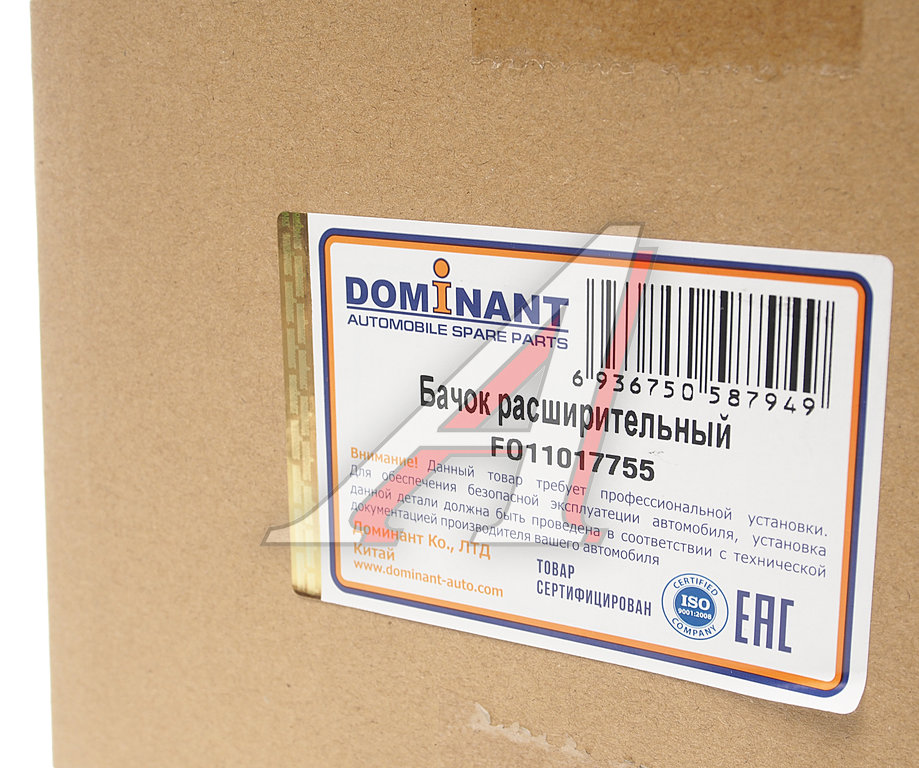 DOMiNANT
AUTOMOBILE SPARE PARTS
6 936750 587949
Бачок расширительный
FO11017755
Внимание! Данный товар требует профессиональной установки.
Для обеспечения безопасной эксплуатеции автомобиля, установка
данной детали должна быть проведена в соответствии с технической
документацией производителя вашего автомобиля
Доминант Ко., ЛТД
Китай
www.dominant-auto.com
ТОВАР
СЕРТИФИЦИРОВАН
CERTIFIED
ISO
9001:2008
COMPANY
EAC